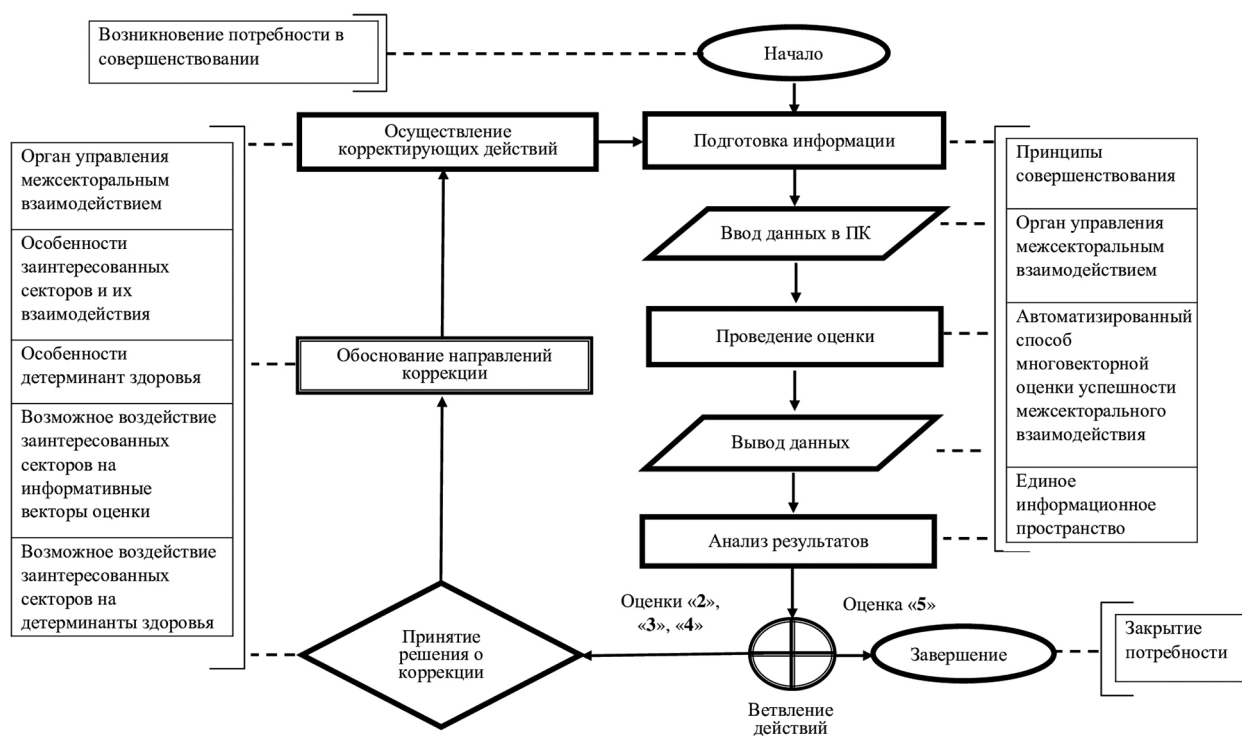 Возникновение потребности в
совершенствовании
Начало
Осуществление
корректирующих действий
Подготовка информации
Орган управления
межсекторальным
взаимодействием
Особенности
заинтересованных
секторов и их
взаимодействия
Особенности
детерминант здоровья
Возможное воздействие
заинтересованных
секторов на
информативные
векторы оценки
Возможное воздействие
заинтересованных
секторов на
детерминанты здоровья
Обоснование направлений
коррекции
Принятие
решения о
коррекции
Ввод данных в ПК
Проведение оценки
Вывод данных
Анализ результатов
Принципы
совершенствования
Орган управления
межсекторальным
взаимодействием
Автоматизированный
способ
многовекторной
оценки успешности
межсекторального
взаимодействия
Единое
информационное
пространство
Оценки «2»,
«3», «4»
Оценка «5»
Ветвление
действий
Завершение
Закрытие
потребности